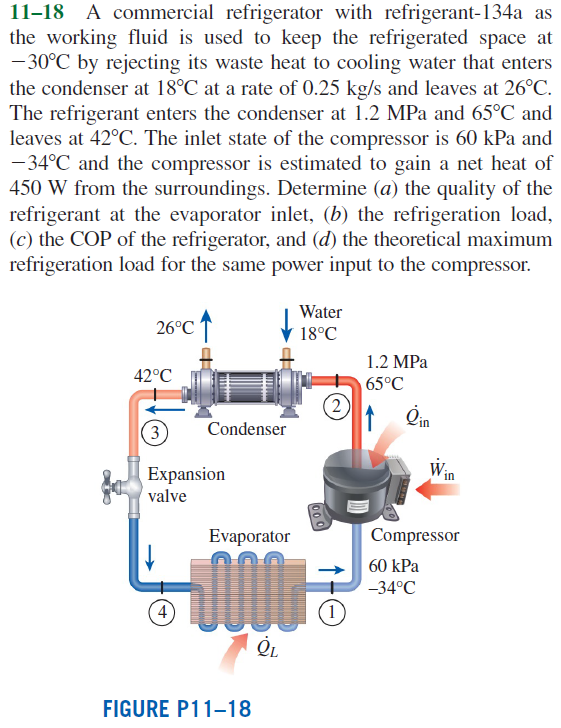 11–18 A commercial refrigerator with refrigerant-134a as
the working fluid is used to keep the refrigerated space at
−30°C by rejecting its waste heat to cooling water that enters
the condenser at 18°C at a rate of 0.25 kg/s and leaves at 26°C.
The refrigerant enters the condenser at 1.2 MPa and 65°C and
leaves at 42°C. The inlet state of the compressor is 60 kPa and
−34°C and the compressor is estimated to gain a net heat of
450 W from the surroundings. Determine (a) the quality of the
refrigerant at the evaporator inlet, (b) the refrigeration load,
(c) the COP of the refrigerator, and (d) the theoretical maximum
refrigeration load for the same power input to the compressor.
Water
26°C
18°C
1.2 MPa
42°C
65°C
2
Q̇in
3
Condenser
Ẇin
Expansion
valve
Evaporator
Compressor
60 kPa
–34°C
4
1
Q̇L
FIGURE P11–18